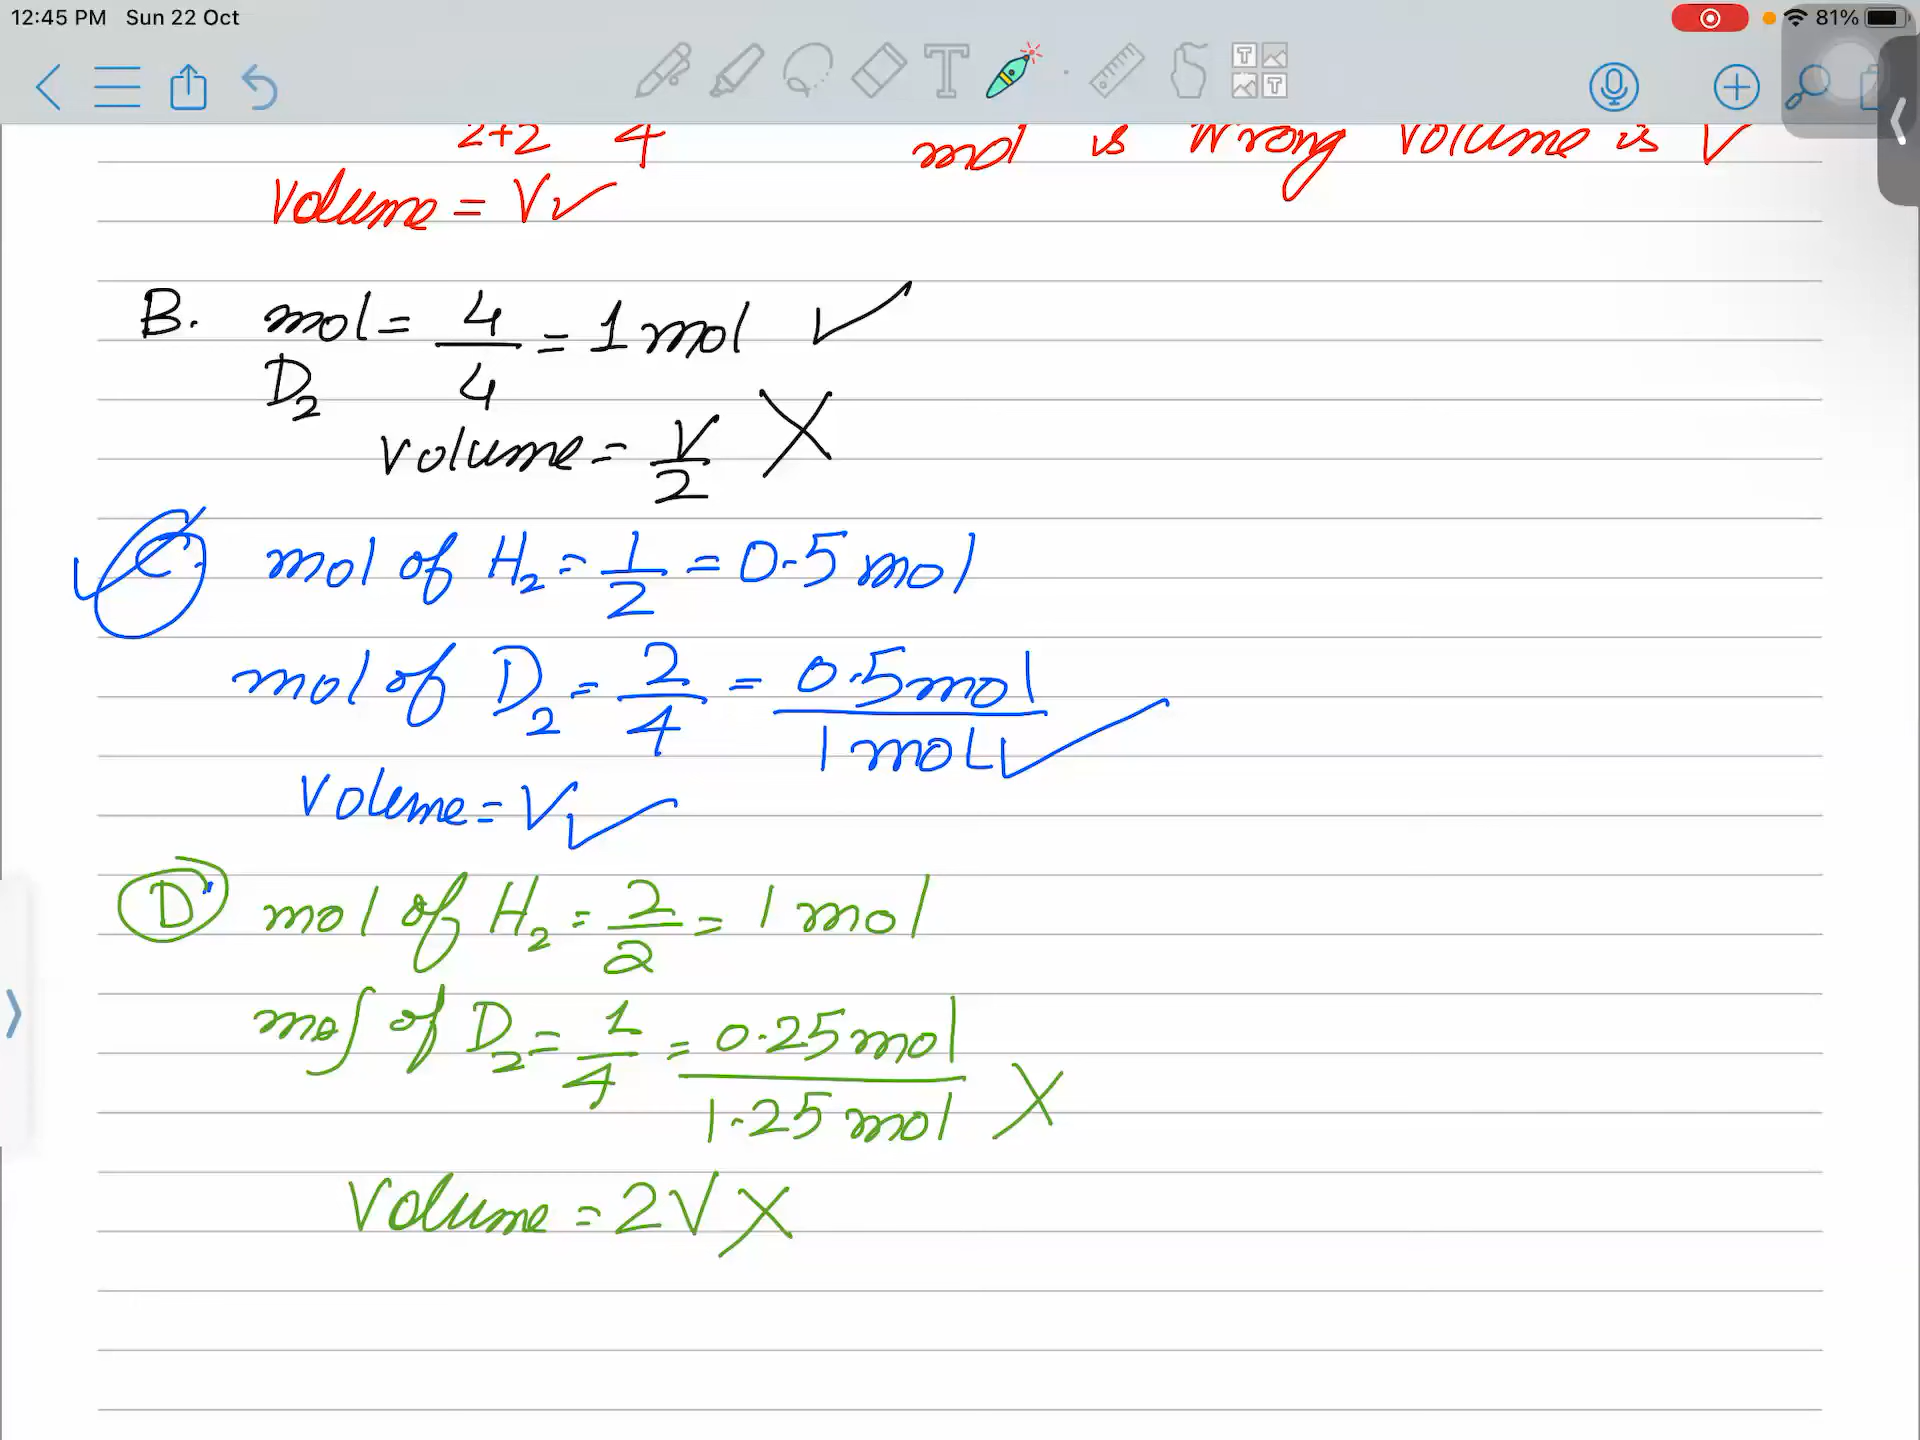 12:45 PM Sun 22 Oct
81%
2+2 4 mol is wrong volume is V
Volume = V✓
B. mol = 4/4 = 1 mol ✓
D₂
volume = V/2 X
C. mol of H₂ = 1/2 = 0.5 mol
mol of D₂ = 2/4 = 0.5 mol
1 mol ✓
Volume = V✓
D mol of H₂ = 2/2 = 1 mol
mol of D₂ = 1/4 = 0.25 mol
1.25 mol X
Volume = 2V X